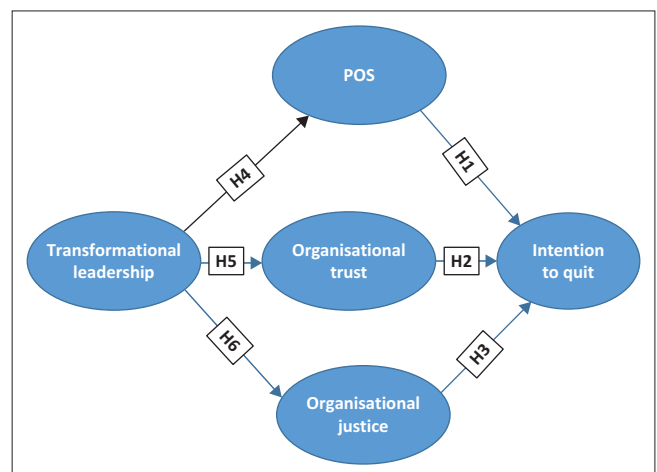 POS
H4
H1
Transformational
leadership
H5
Organisational
trust
H2
Intention
to quit
H6
H3
Organisational
justice